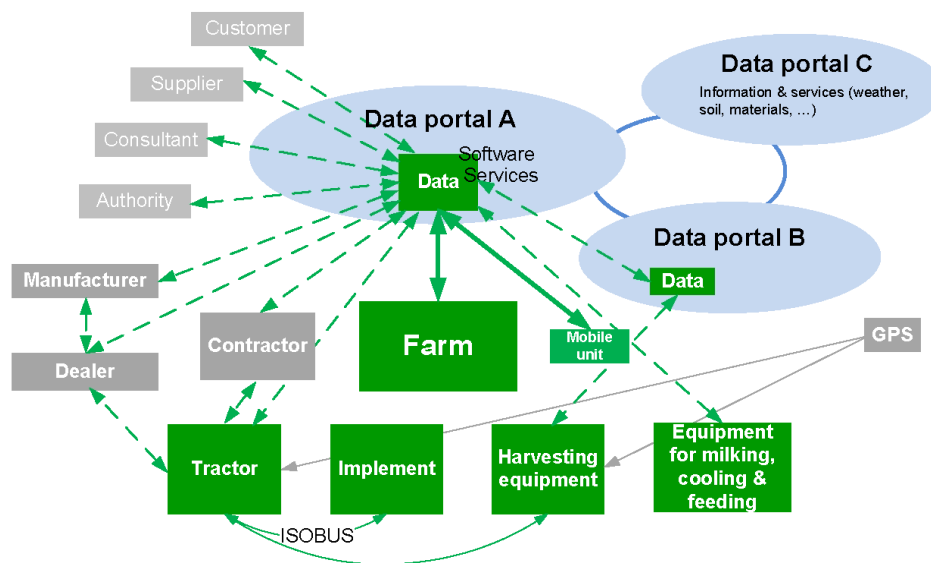 Customer
Supplier
Consultant
Authority
Data portal A
Software
Services
Data
Data portal C
Information & services (weather,
soil, materials, ...)
Data portal B
Data
Manufacturer
Dealer
Contractor
Farm
Mobile
unit
GPS
Tractor
Implement
Harvesting
equipment
Equipment
for milking,
cooling &
feeding
ISOBUS